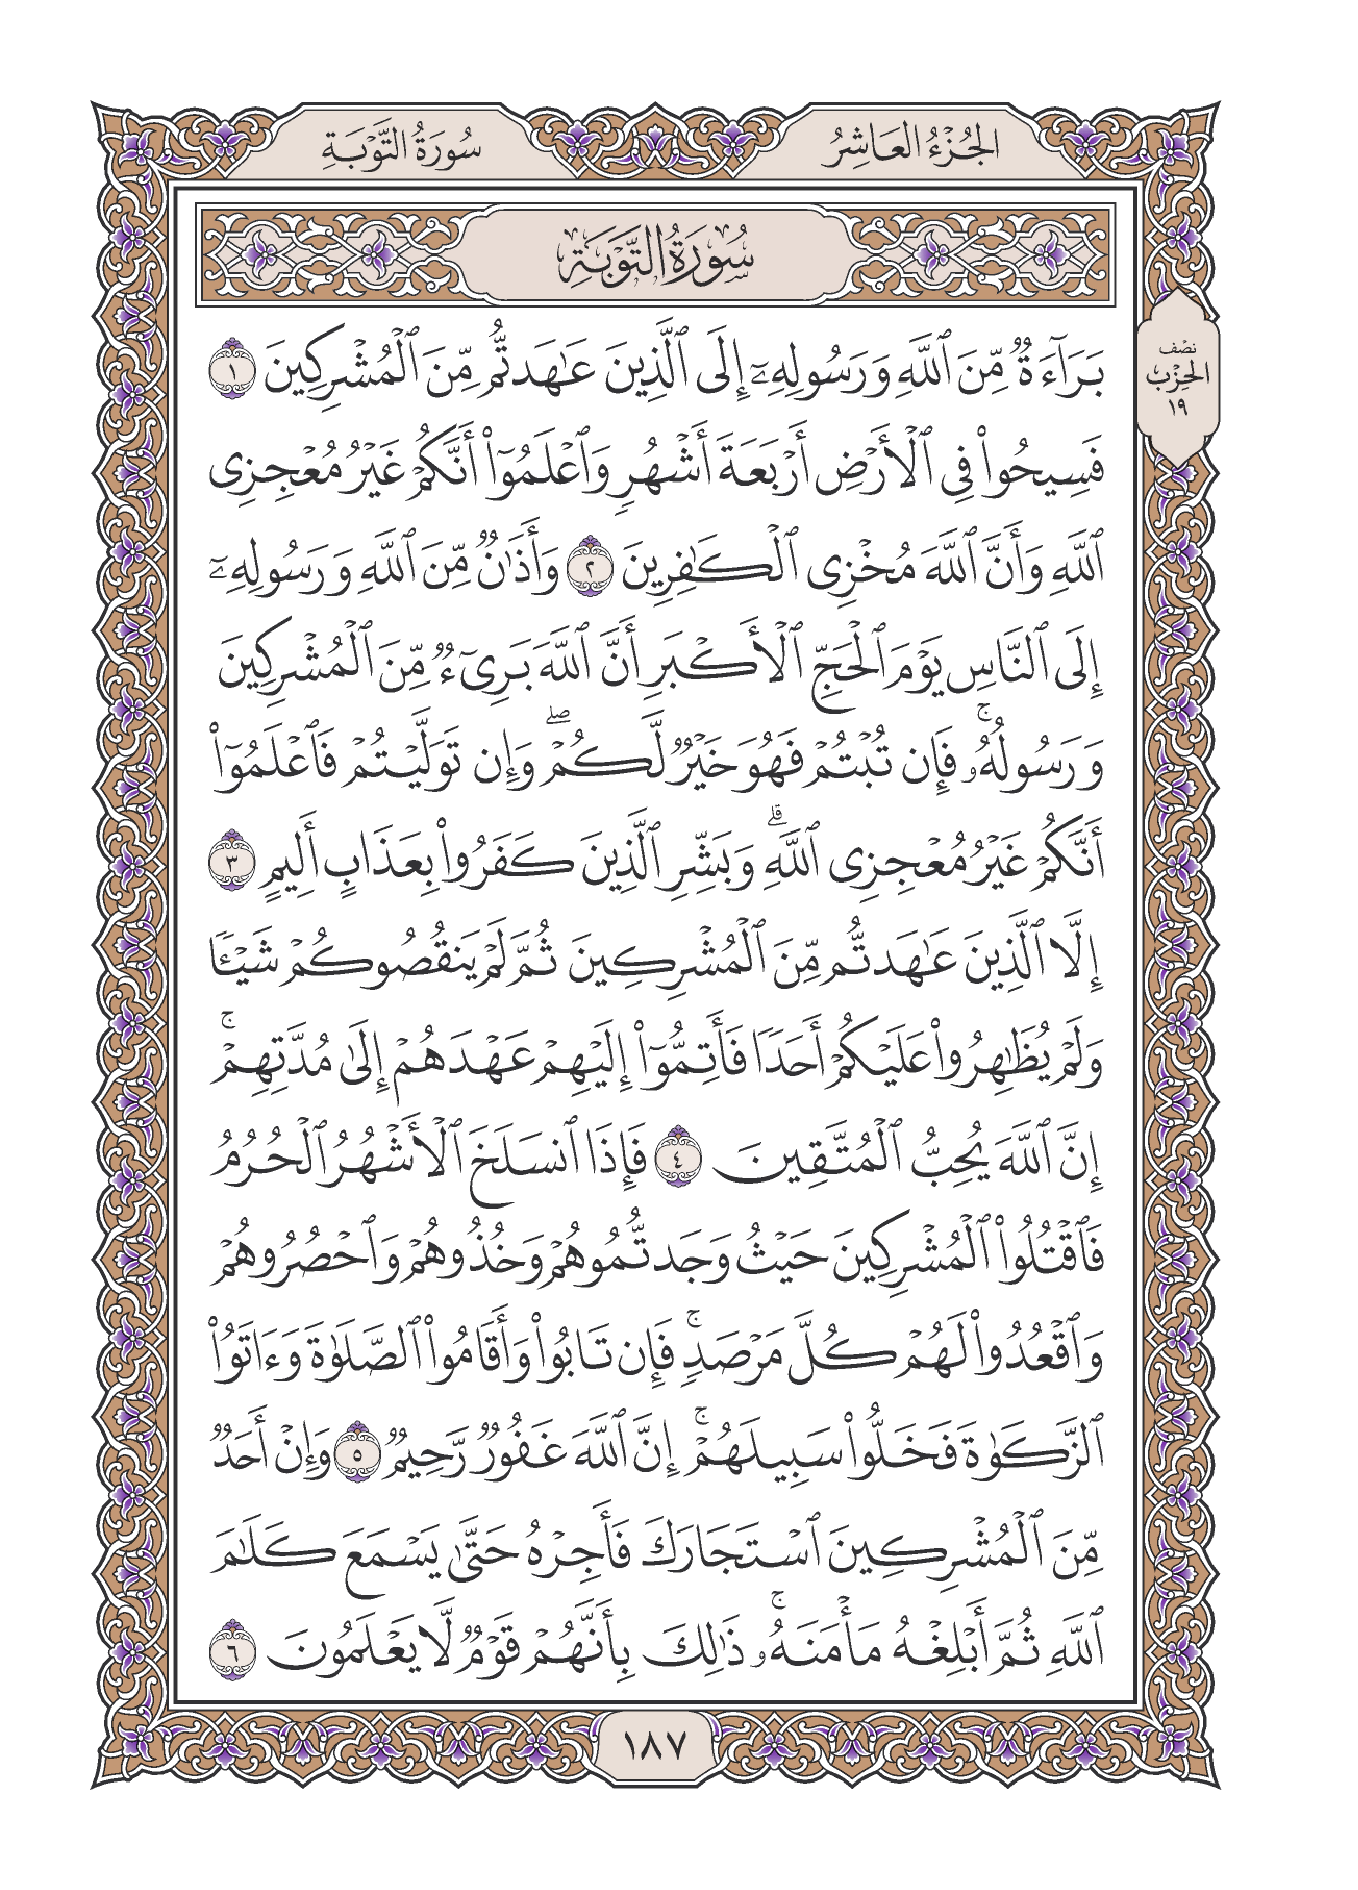 الجُزْءُ العَاشِرُ
سُورَةُ التَّوْبَةِ
سُورَةُ التَّوْبَةِ
نصف
الحِزْب
١٩
بَرَآءَةٌ مِّنَ ٱللَّهِ وَرَسُولِهِۦٓ إِلَى ٱلَّذِينَ عَٰهَدتُّم مِّنَ ٱلْمُشْرِكِينَ ١
فَسِيحُوا۟ فِى ٱلْأَرْضِ أَرْبَعَةَ أَشْهُرٍ وَٱعْلَمُوٓا۟ أَنَّكُمْ غَيْرُ مُعْجِزِى
ٱللَّهِ وَأَنَّ ٱللَّهَ مُخْزِى ٱلْكَٰفِرِينَ ٢ وَأَذَٰنٌ مِّنَ ٱللَّهِ وَرَسُولِهِۦٓ
إِلَى ٱلنَّاسِ يَوْمَ ٱلْحَجِّ ٱلْأَكْبَرِ أَنَّ ٱللَّهَ بَرِىٓءٌ مِّنَ ٱلْمُشْرِكِينَ
وَرَسُولُهُۥ ۚ فَإِن تُبْتُمْ فَهُوَ خَيْرٌ لَّكُمْ ۖ وَإِن تَوَلَّيْتُمْ فَٱعْلَمُوٓا۟
أَنَّكُمْ غَيْرُ مُعْجِزِى ٱللَّهِ ۗ وَبَشِّرِ ٱلَّذِينَ كَفَرُوا۟ بِعَذَابٍ أَلِيمٍ ٣
إِلَّا ٱلَّذِينَ عَٰهَدتُّم مِّنَ ٱلْمُشْرِكِينَ ثُمَّ لَمْ يَنقُصُوكُمْ شَيْـًٔا
وَلَمْ يُظَٰهِرُوا۟ عَلَيْكُمْ أَحَدًا فَأَتِمُّوٓا۟ إِلَيْهِمْ عَهْدَهُمْ إِلَىٰ مُدَّتِهِمْ ۚ
إِنَّ ٱللَّهَ يُحِبُّ ٱلْمُتَّقِينَ ٤ فَإِذَا ٱنسَلَخَ ٱلْأَشْهُرُ ٱلْحُرُمُ
فَٱقْتُلُوا۟ ٱلْمُشْرِكِينَ حَيْثُ وَجَدتُّمُوهُمْ وَخُذُوهُمْ وَٱحْصُرُوهُمْ
وَٱقْعُدُوا۟ لَهُمْ كُلَّ مَرْصَدٍ ۚ فَإِن تَابُوا۟ وَأَقَامُوا۟ ٱلصَّلَوٰةَ وَءَاتَوُا۟
ٱلزَّكَوٰةَ فَخَلُّوا۟ سَبِيلَهُمْ ۚ إِنَّ ٱللَّهَ غَفُورٌ رَّحِيمٌ ٥ وَإِنْ أَحَدٌ
مِّنَ ٱلْمُشْرِكِينَ ٱسْتَجَارَكَ فَأَجِرْهُ حَتَّىٰ يَسْمَعَ كَلَٰمَ
ٱللَّهِ ثُمَّ أَبْلِغْهُ مَأْمَنَهُۥ ۚ ذَٰلِكَ بِأَنَّهُمْ قَوْمٌ لَّا يَعْلَمُونَ ٦
١٨٧